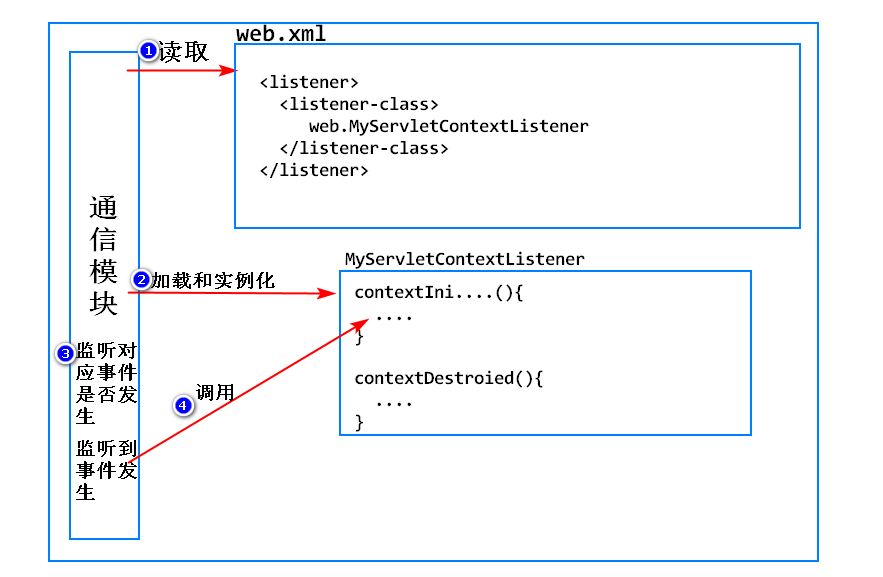 web.xml
1读取
<listener>
<listener-class>
web.MyServletContextListener
</listener-class>
</listener>
通
信
模
块
MyServletContextListener
2加载和实例化
contextIni....(){
....
}
3监听对
应事件
是否发
生
contextDestroied(){
....
}
4调用
监听到
事件发
生